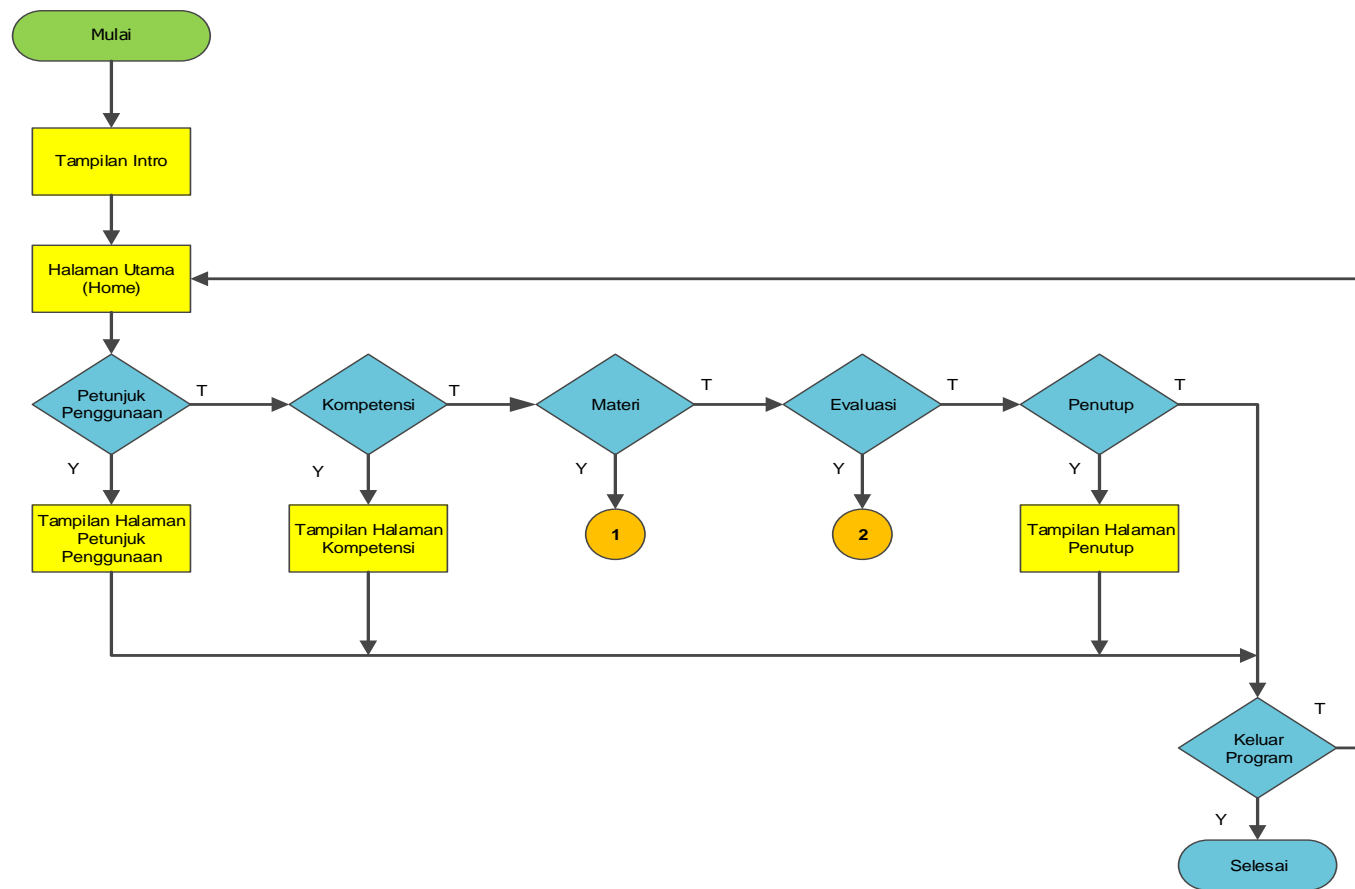 Mulai
Tampilan Intro
Halaman Utama
(Home)
Petunjuk
Penggunaan
T
Kompetensi
T
Materi
T
Evaluasi
T
Penutup
T
Y
Y
Y
Y
Y
Tampilan Halaman
Petunjuk
Penggunaan
Tampilan Halaman
Kompetensi
1
2
Tampilan Halaman
Penutup
Keluar
Program
T
Y
Selesai